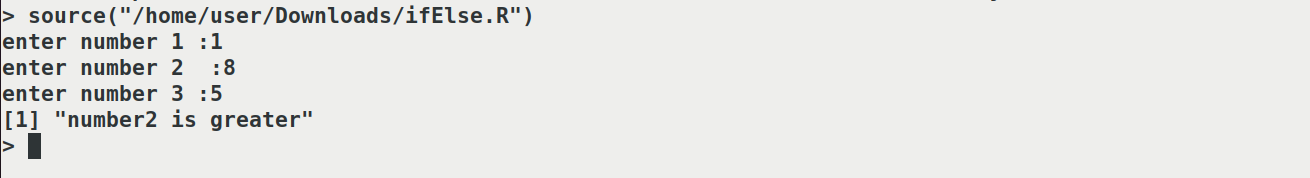 > source("/home/user/Downloads/ifElse.R")
enter number 1 :1
enter number 2  :8
enter number 3 :5
[1] "number2 is greater"
>